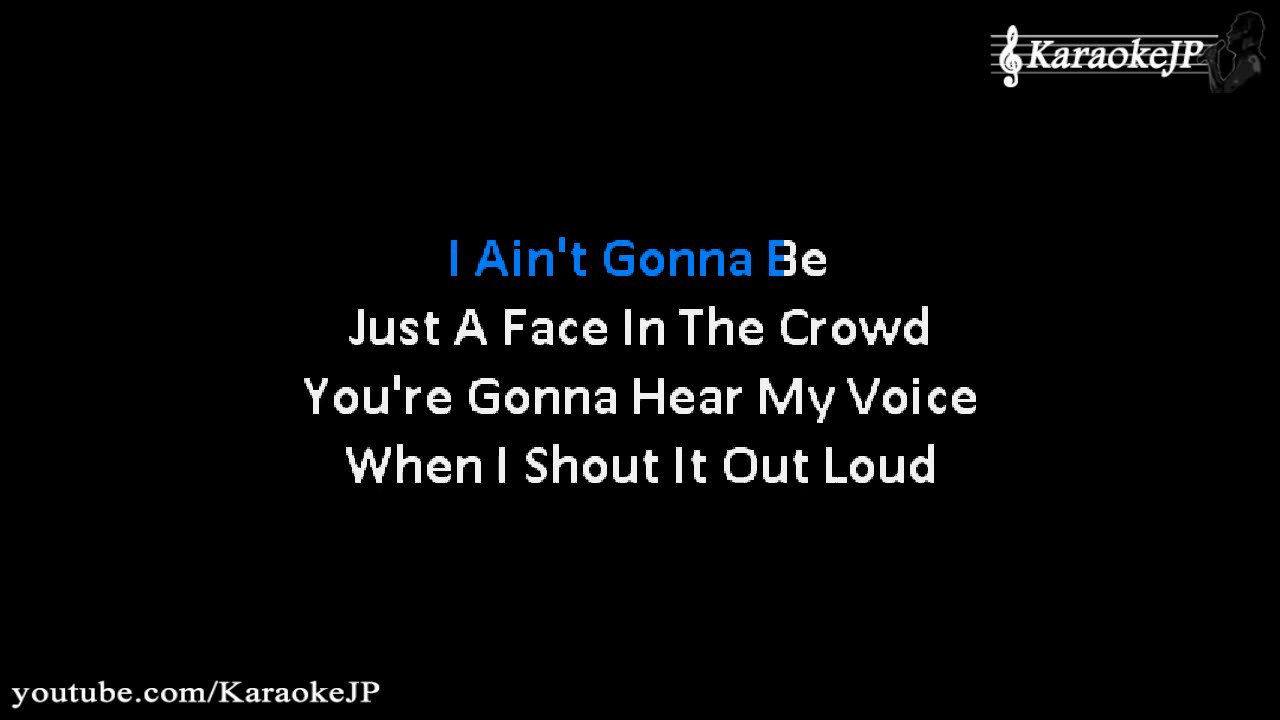 KaraokeJP
I Ain't Gonna Be
Just A Face In The Crowd
You're Gonna Hear My Voice
When I Shout It Out Loud
youtube.com/KaraokeJP